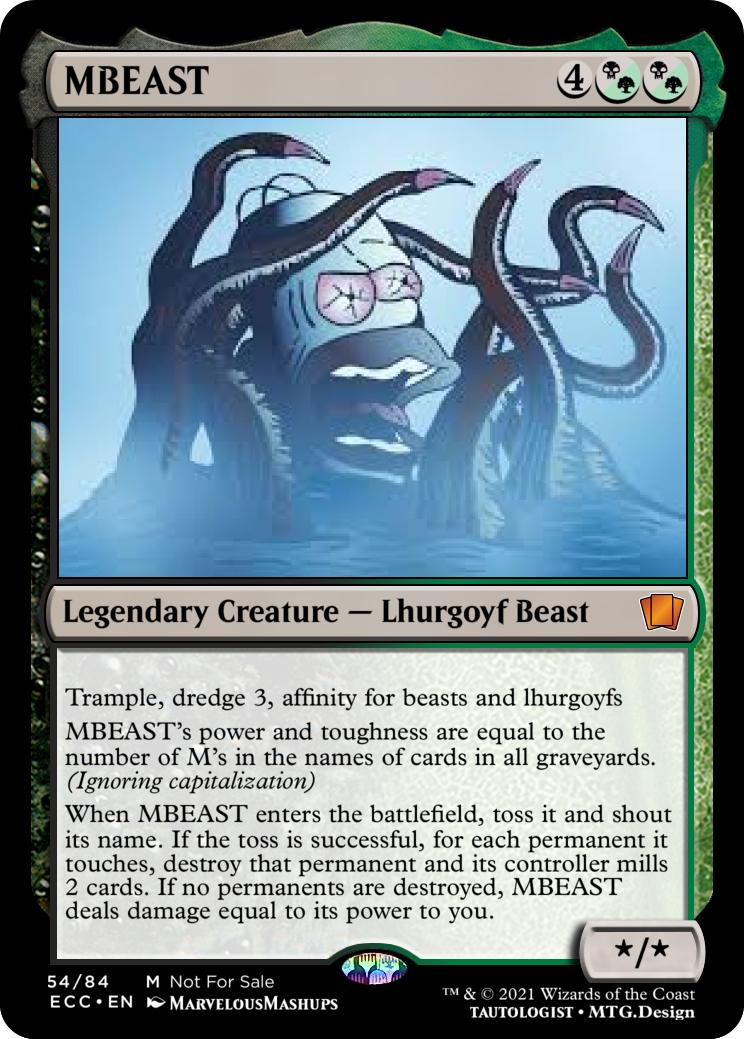 MBEAST 4
Legendary Creature — Lhurgoyf Beast
Trample, dredge 3, affinity for beasts and lhurgoyfs
MBEAST's power and toughness are equal to the
number of M's in the names of cards in all graveyards.
(Ignoring capitalization)
When MBEAST enters the battlefield, toss it and shout
its name. If the toss is successful, for each permanent it
touches, destroy that permanent and its controller mills
2 cards. If no permanents are destroyed, MBEAST
deals damage equal to its power to you.
★/★
54/84 M Not For Sale
ECC • EN MarvelousMashups
™ & © 2021 Wizards of the Coast
TAUTOLOGIST • MTG.Design